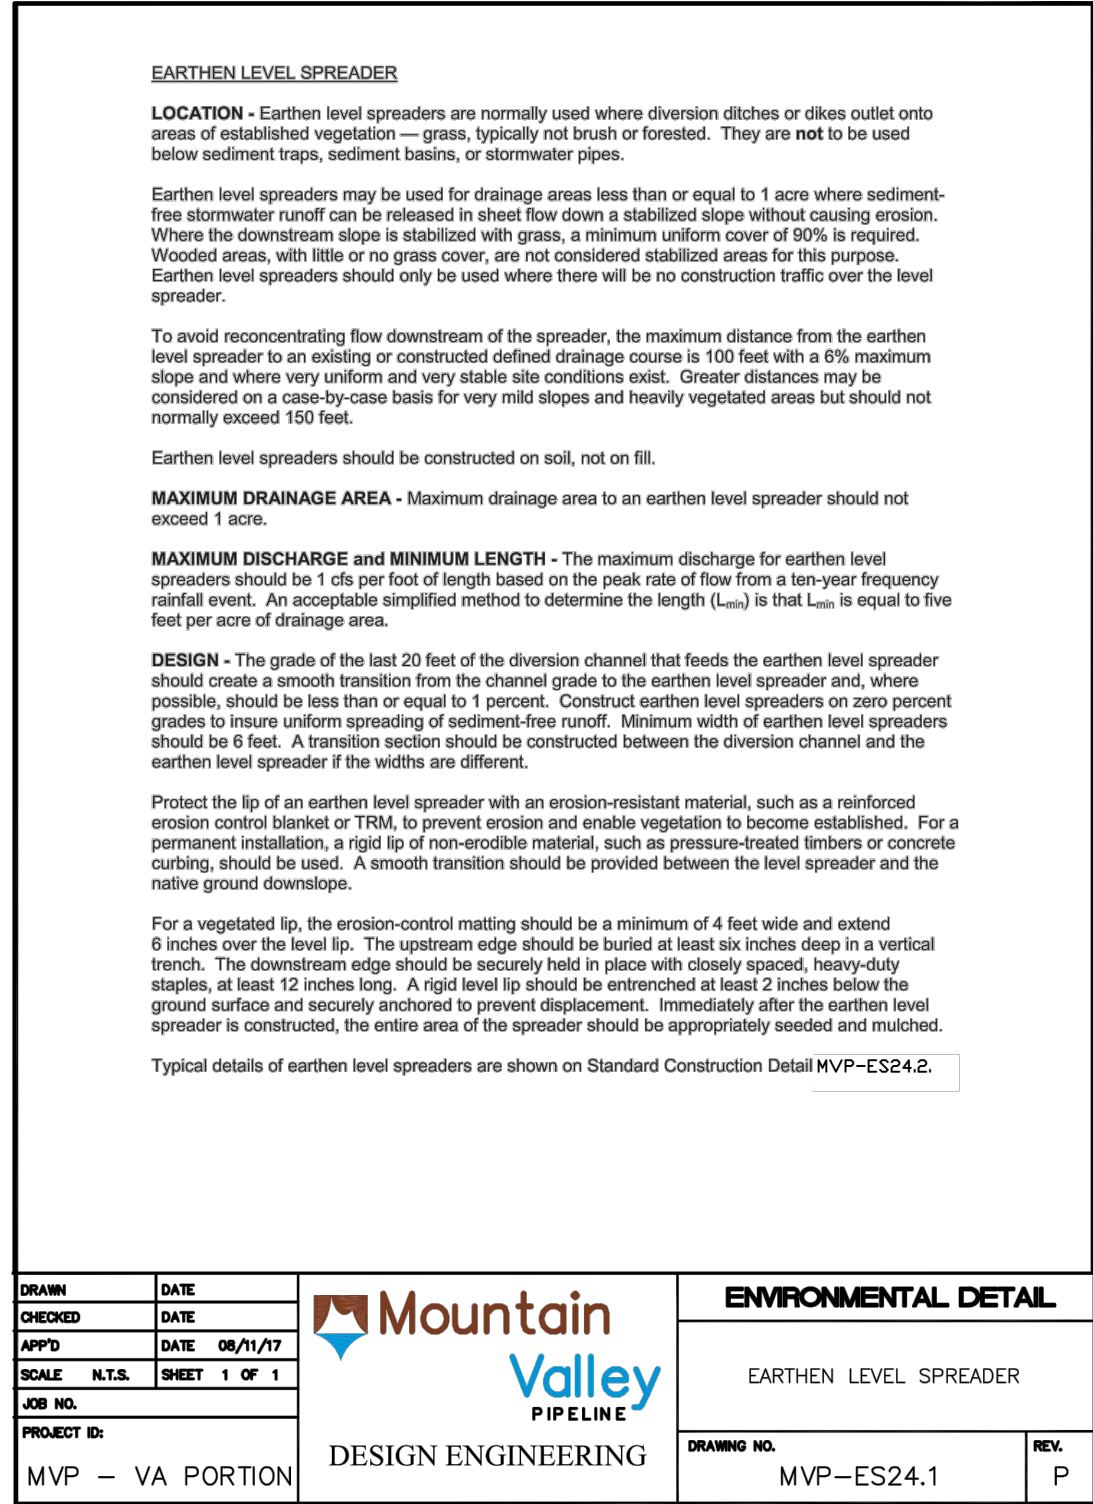 EARTHEN LEVEL SPREADER
LOCATION - Earthen level spreaders are normally used where diversion ditches or dikes outlet onto
areas of established vegetation — grass, typically not brush or forested. They are not to be used
below sediment traps, sediment basins, or stormwater pipes.
Earthen level spreaders may be used for drainage areas less than or equal to 1 acre where sediment-
free stormwater runoff can be released in sheet flow down a stabilized slope without causing erosion.
Where the downstream slope is stabilized with grass, a minimum uniform cover of 90% is required.
Wooded areas, with little or no grass cover, are not considered stabilized areas for this purpose.
Earthen level spreaders should only be used where there will be no construction traffic over the level
spreader.
To avoid reconcentrating flow downstream of the spreader, the maximum distance from the earthen
level spreader to an existing or constructed defined drainage course is 100 feet with a 6% maximum
slope and where very uniform and very stable site conditions exist. Greater distances may be
considered on a case-by-case basis for very mild slopes and heavily vegetated areas but should not
normally exceed 150 feet.
Earthen level spreaders should be constructed on soil, not on fill.
MAXIMUM DRAINAGE AREA - Maximum drainage area to an earthen level spreader should not
exceed 1 acre.
MAXIMUM DISCHARGE and MINIMUM LENGTH - The maximum discharge for earthen level
spreaders should be 1 cfs per foot of length based on the peak rate of flow from a ten-year frequency
rainfall event. An acceptable simplified method to determine the length (Lmin) is that Lmin is equal to five
feet per acre of drainage area.
DESIGN - The grade of the last 20 feet of the diversion channel that feeds the earthen level spreader
should create a smooth transition from the channel grade to the earthen level spreader and, where
possible, should be less than or equal to 1 percent. Construct earthen level spreaders on zero percent
grades to insure uniform spreading of sediment-free runoff. Minimum width of earthen level spreaders
should be 6 feet. A transition section should be constructed between the diversion channel and the
earthen level spreader if the widths are different.
Protect the lip of an earthen level spreader with an erosion-resistant material, such as a reinforced
erosion control blanket or TRM, to prevent erosion and enable vegetation to become established. For a
permanent installation, a rigid lip of non-erodible material, such as pressure-treated timbers or concrete
curbing, should be used. A smooth transition should be provided between the level spreader and the
native ground downslope.
For a vegetated lip, the erosion-control matting should be a minimum of 4 feet wide and extend
6 inches over the level lip. The upstream edge should be buried at least six inches deep in a vertical
trench. The downstream edge should be securely held in place with closely spaced, heavy-duty
staples, at least 12 inches long. A rigid level lip should be entrenched at least 2 inches below the
ground surface and securely anchored to prevent displacement. Immediately after the earthen level
spreader is constructed, the entire area of the spreader should be appropriately seeded and mulched.
Typical details of earthen level spreaders are shown on Standard Construction Detail MVP-ES24.2.
DRAWN DATE
CHECKED DATE
APP'D DATE 08/11/17
SCALE N.T.S. SHEET 1 OF 1
JOB NO.
PROJECT ID:
MVP - VA PORTION
Mountain
Valley
PIPELINE
DESIGN ENGINEERING
ENVIRONMENTAL DETAIL
EARTHEN LEVEL SPREADER
DRAWING NO.
MVP-ES24.1
REV.
P